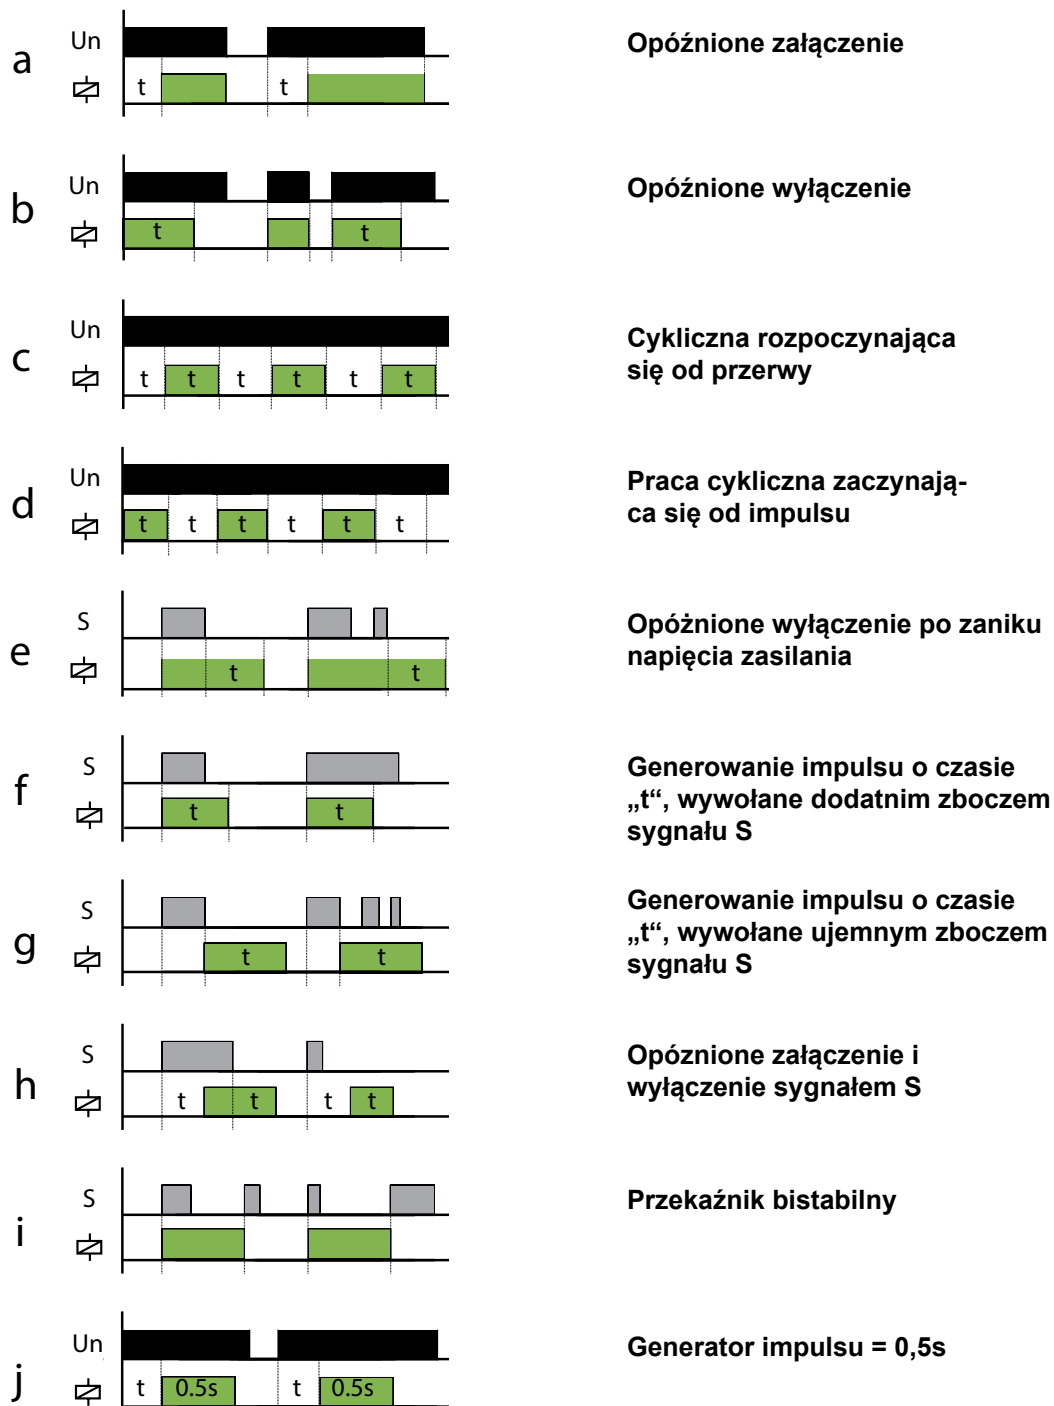 Un
Opóźnione załączenie
a
t
t
Un
Opóźnione wyłączenie
b
t
t
Un
Cykliczna rozpoczynająca
się od przerwy
c
t t t t t t
Un
Praca cykliczna zaczynają-
ca się od impulsu
d
t t t t t t
S
Opóżnione wyłączenie po zaniku
napięcia zasilania
e
t
t
S
Generowanie impulsu o czasie
„t“, wywołane dodatnim zboczem
sygnału S
f
t
t
S
Generowanie impulsu o czasie
„t“, wywołane ujemnym zboczem
sygnału S
g
t
t
S
Opóznione załączenie i
wyłączenie sygnałem S
h
t t t t
S
Przekaźnik bistabilny
i
Un
Generator impulsu = 0,5s
j
t 0.5s t 0.5s